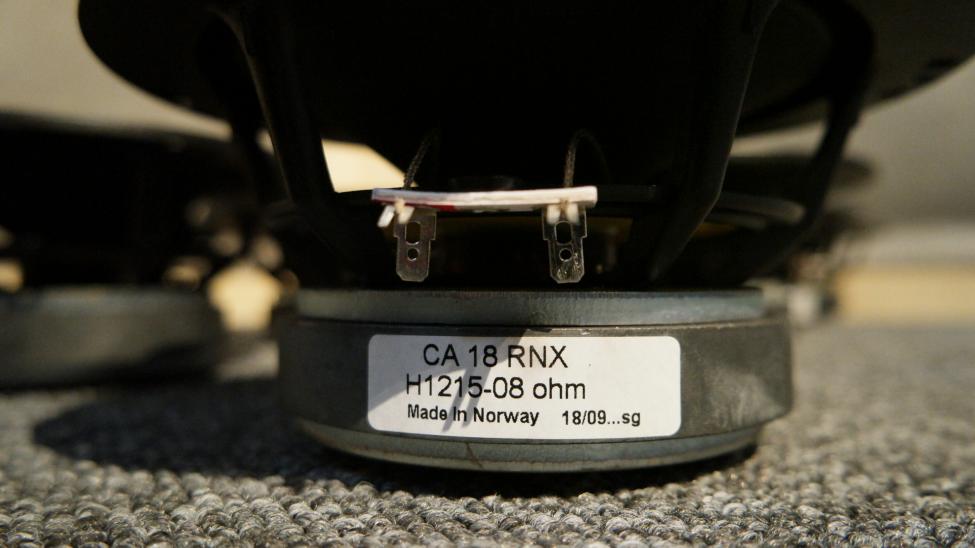 CA 18 RNX
H1215-08 ohm
Made In Norway 18/09...sg